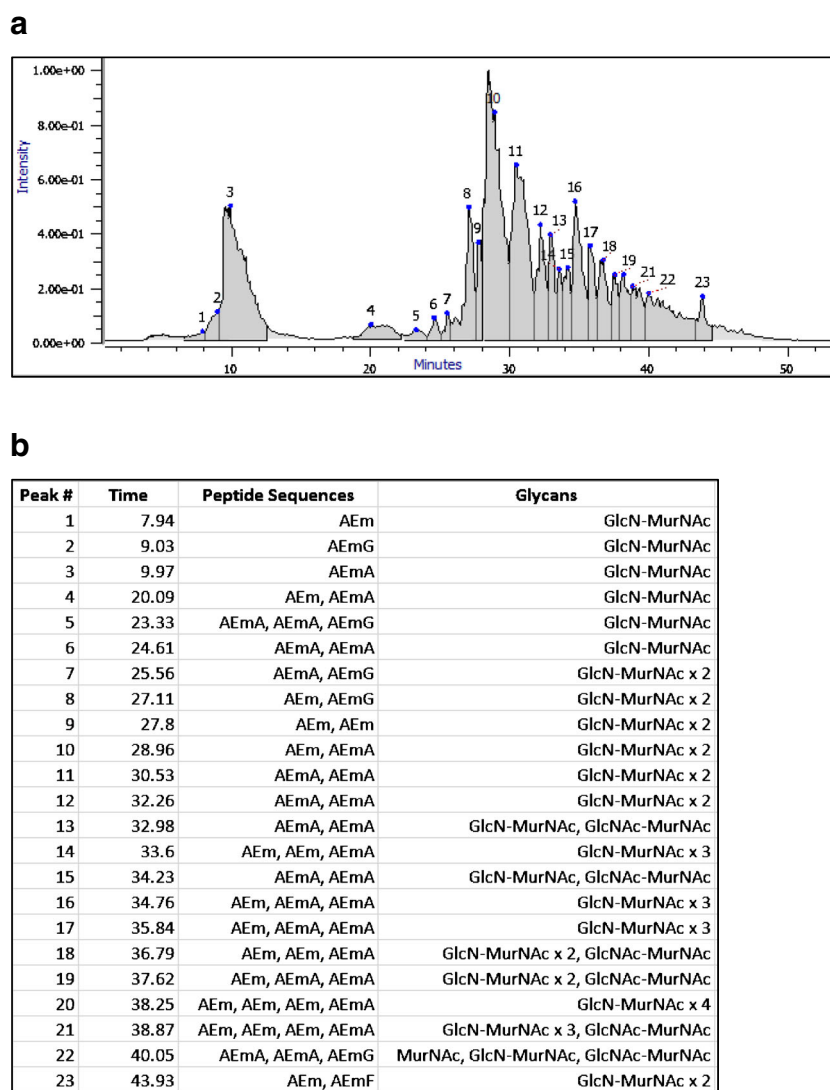 a
1.00e+00
8.00e-01
6.00e-01
4.00e-01
2.00e-01
0.00e+00
Intensity
1 2 3 4 5 6 7 8 9 10 11 12 13 14 15 16 17 18 19 21 22 23
10 20 30 40 50
Minutes
b
Peak # Time Peptide Sequences Glycans
1 7.94 AEm GlcN-MurNAc
2 9.03 AEmG GlcN-MurNAc
3 9.97 AEmA GlcN-MurNAc
4 20.09 AEm, AEmA GlcN-MurNAc
5 23.33 AEmA, AEmA, AEmG GlcN-MurNAc
6 24.61 AEmA, AEmA GlcN-MurNAc
7 25.56 AEmA, AEmG GlcN-MurNAc x 2
8 27.11 AEm, AEmG GlcN-MurNAc x 2
9 27.8 AEm, AEm GlcN-MurNAc x 2
10 28.96 AEm, AEmA GlcN-MurNAc x 2
11 30.53 AEmA, AEmA GlcN-MurNAc x 2
12 32.26 AEmA, AEmA GlcN-MurNAc x 2
13 32.98 AEmA, AEmA GlcN-MurNAc, GlcNAc-MurNAc
14 33.6 AEm, AEm, AEmA GlcN-MurNAc x 3
15 34.23 AEmA, AEmA GlcN-MurNAc, GlcNAc-MurNAc
16 34.76 AEm, AEmA, AEmA GlcN-MurNAc x 3
17 35.84 AEm, AEmA, AEmA GlcN-MurNAc x 3
18 36.79 AEm, AEm, AEmA GlcN-MurNAc x 2, GlcNAc-MurNAc
19 37.62 AEm, AEmA, AEmA GlcN-MurNAc x 2, GlcNAc-MurNAc
20 38.25 AEm, AEm, AEm, AEmA GlcN-MurNAc x 4
21 38.87 AEm, AEm, AEm, AEmA GlcN-MurNAc x 3, GlcNAc-MurNAc
22 40.05 AEmA, AEmA, AEmG MurNAc, GlcN-MurNAc, GlcNAc-MurNAc
23 43.93 AEm, AEmF GlcN-MurNAc x 2